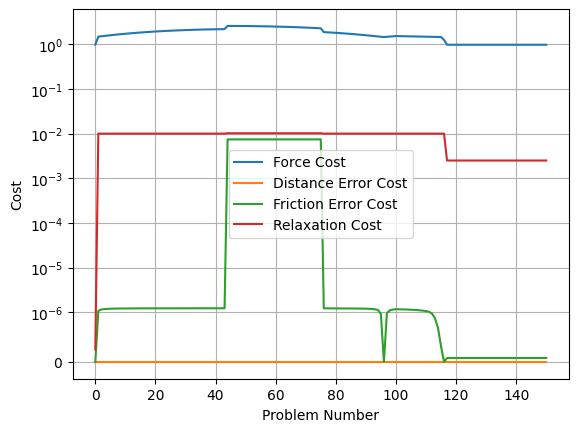 10⁰
10⁻¹
10⁻²
10⁻³
10⁻⁴
10⁻⁵
10⁻⁶
0
Cost
Force Cost
Distance Error Cost
Friction Error Cost
Relaxation Cost
0 20 40 60 80 100 120 140
Problem Number